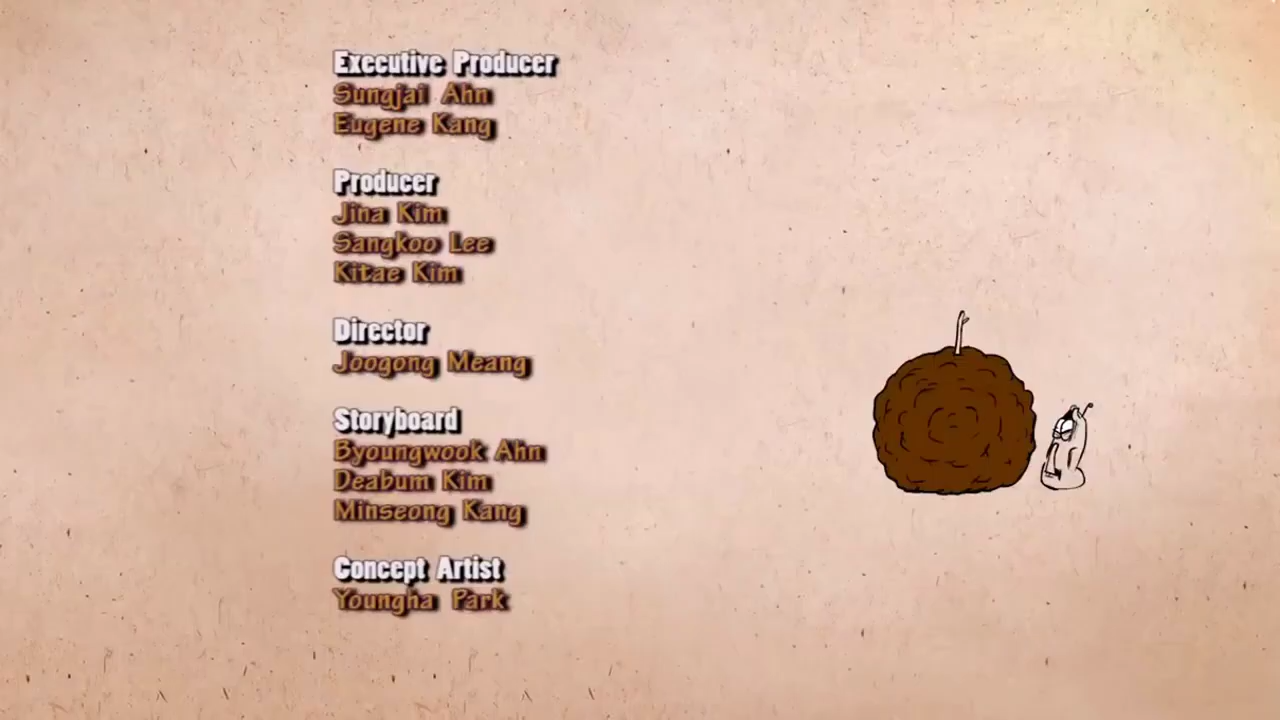 Executive Producer
Sungjai Ahn
Eugene Kang
Producer
Jina Kim
Sangkoo Lee
Kitae Kim
Director
Joogong Meang
Storyboard
Byoungwook Ahn
Deabum Kim
Minseong Kang
Concept Artist
Youngha Park